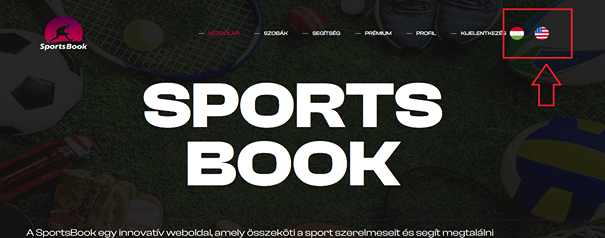 SportsBook
KEZDŐLAP
SZOBÁK
SEGÍTSÉG
PRÉMIUM
PROFIL
KIJELENTKEZÉS
SPORTS
BOOK
A SportsBook egy innovatív weboldal, amely összeköti a sport szerelmeseit és segít megtalálni